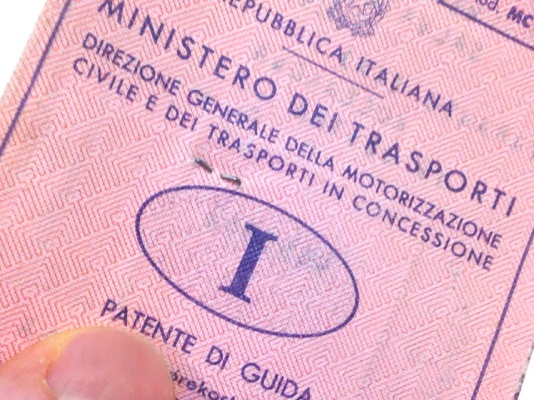 REPUBBLICA ITALIANA
MINISTERO DEI TRASPORTI
DIREZIONE GENERALE DELLA MOTORIZZAZIONE
CIVILE E DEI TRASPORTI IN CONCESSIONE
I
PATENTE DI GUIDA